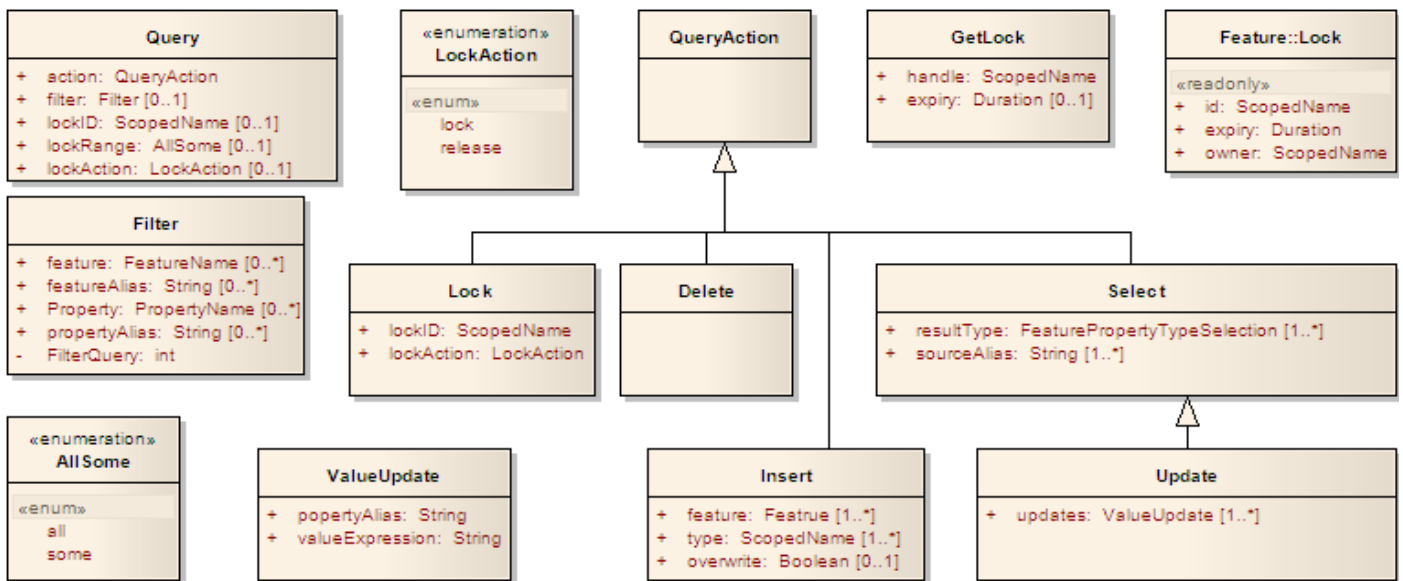 Query
+ action: QueryAction
+ filter: Filter [0..1]
+ lockID: ScopedName [0..1]
+ lockRange: AllSome [0..1]
+ lockAction: LockAction [0..1]
«enumeration»
LockAction
«enum»
lock
release
QueryAction
GetLock
+ handle: ScopedName
+ expiry: Duration [0..1]
Feature::Lock
«readonly»
+ id: ScopedName
+ expiry: Duration
+ owner: ScopedName
Filter
+ feature: FeatureName [0..*]
+ featureAlias: String [0..*]
+ Property: PropertyName [0..*]
+ propertyAlias: String [0..*]
- FilterQuery: int
Lock
+ lockID: ScopedName
+ lockAction: LockAction
Delete
Select
+ resultType: FeaturePropertyTypeSelection [1..*]
+ sourceAlias: String [1..*]
«enumeration»
AllSome
«enum»
all
some
ValueUpdate
+ popertyAlias: String
+ valueExpression: String
Insert
+ feature: Featrue [1..*]
+ type: ScopedName [1..*]
+ overwrite: Boolean [0..1]
Update
+ updates: ValueUpdate [1..*]